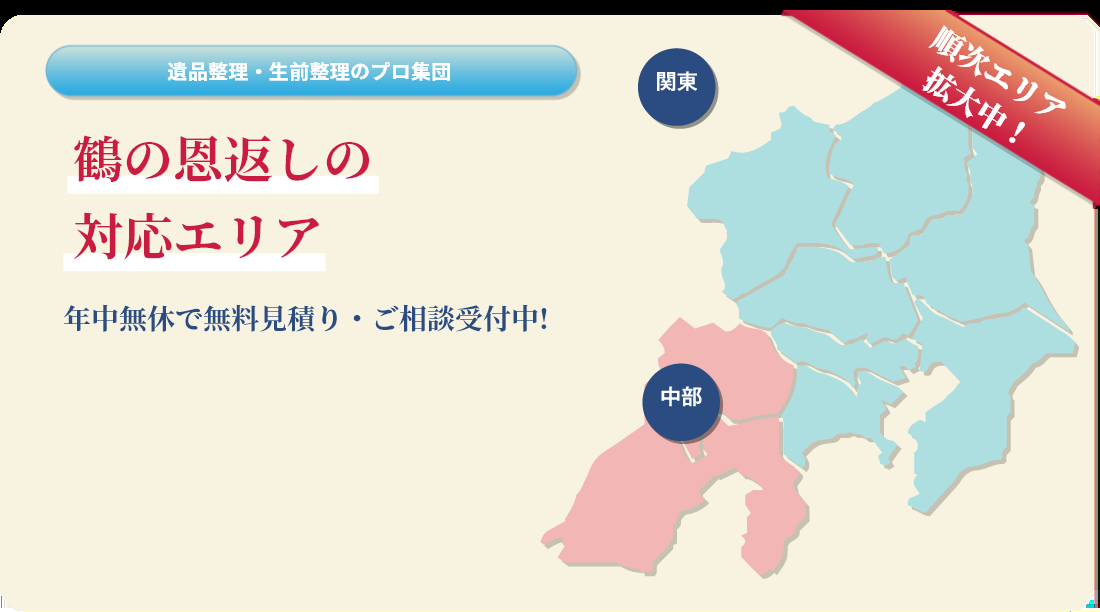 遺品整理・生前整理のプロ集団
鶴の恩返しの
対応エリア
年中無休で無料見積り・ご相談受付中!
関東
中部
順次エリア
拡大中！